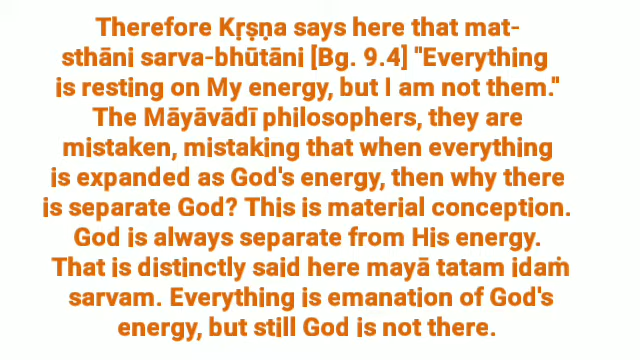 Therefore Kṛṣṇa says here that mat-
sthāni sarva-bhūtāni [Bg. 9.4] "Everything
is resting on My energy, but I am not them."
The Māyāvādī philosophers, they are
mistaken, mistaking that when everything
is expanded as God's energy, then why there
is separate God? This is material conception.
God is always separate from His energy.
That is distinctly said here mayā tatam idaṁ
sarvam. Everything is emanation of God's
energy, but still God is not there.